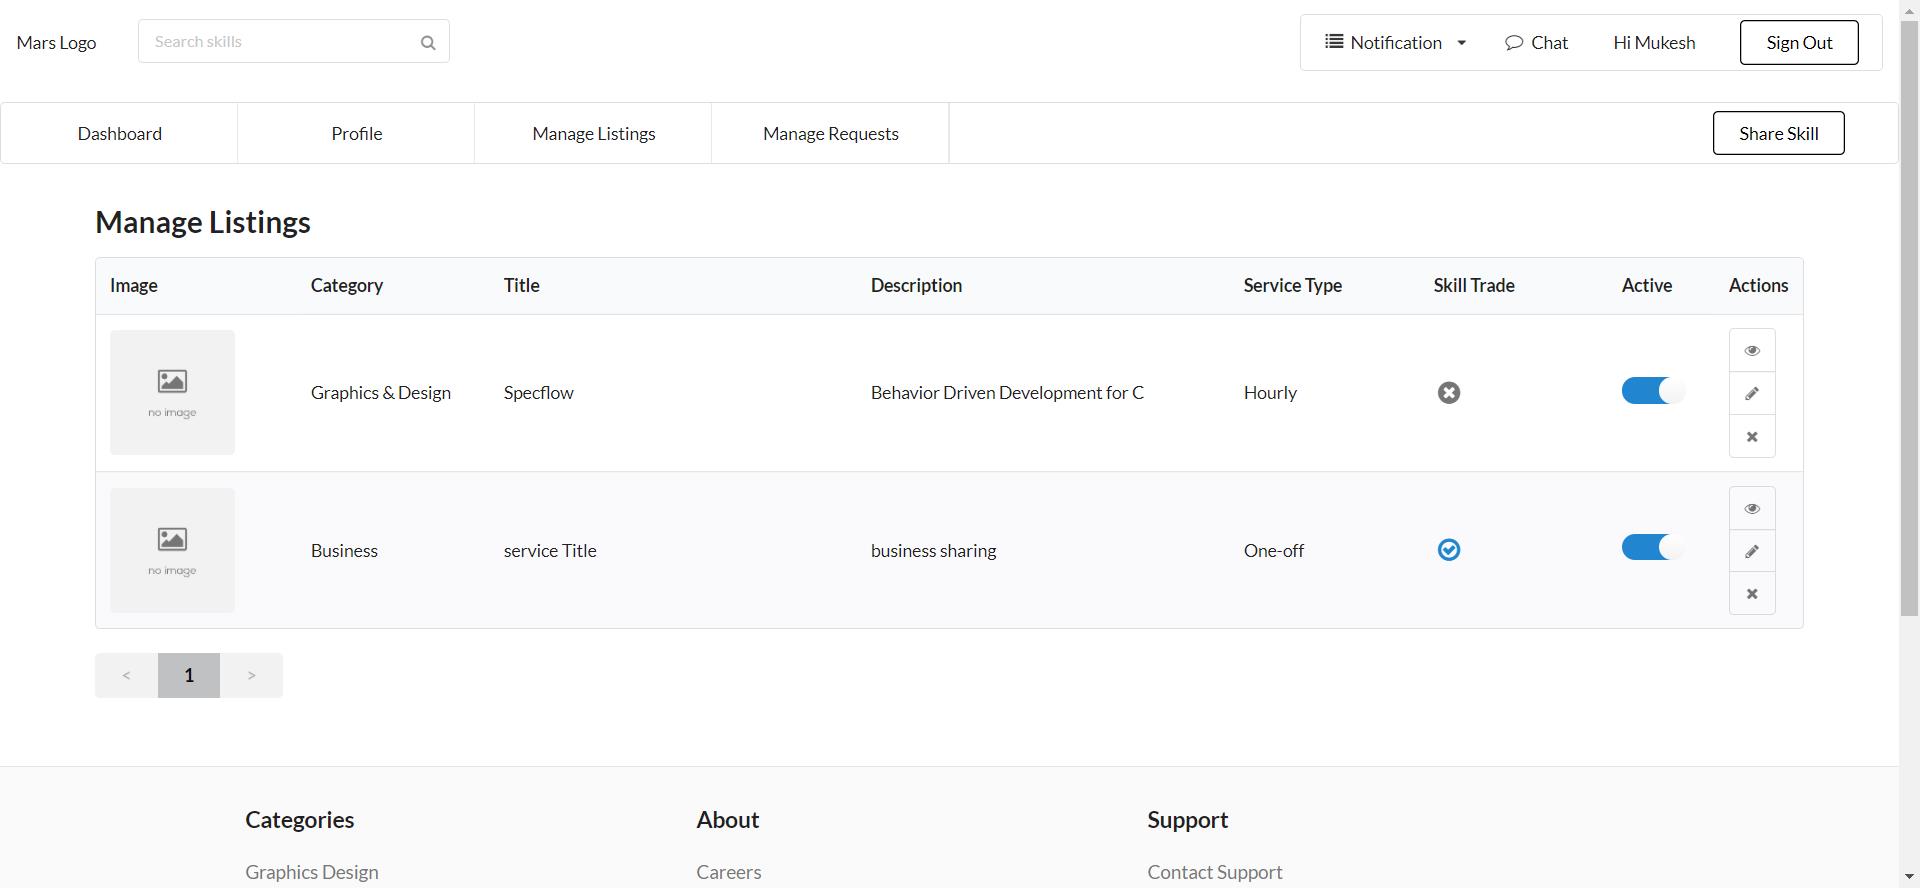 Mars Logo
Search skills
Notification
Chat
Hi Mukesh
Sign Out
Dashboard
Profile
Manage Listings
Manage Requests
Share Skill
Manage Listings
Image Category Title Description Service Type Skill Trade Active Actions
no image
Graphics & Design Specflow Behavior Driven Development for C Hourly
no image
Business service Title business sharing One-off
< 1 >
Categories About Support
Graphics Design Careers Contact Support